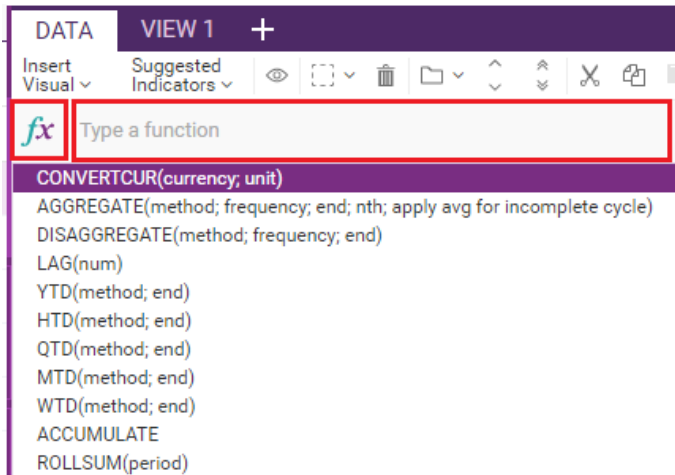 DATA VIEW 1 +
Insert Visual Suggested Indicators
fx Type a function
CONVERTCUR(currency; unit)
AGGREGATE(method; frequency; end; nth; apply avg for incomplete cycle)
DISAGGREGATE(method; frequency; end)
LAG(num)
YTD(method; end)
HTD(method; end)
QTD(method; end)
MTD(method; end)
WTD(method; end)
ACCUMULATE
ROLLSUM(period)